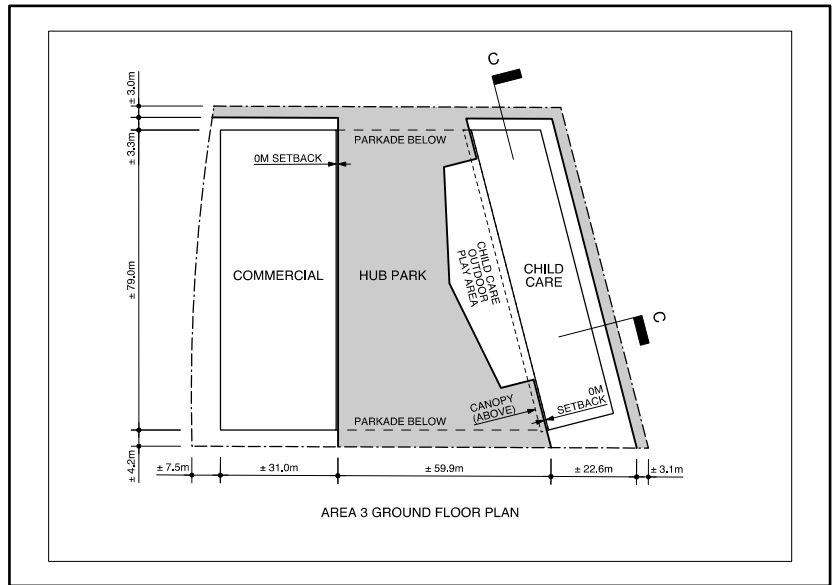 C
± 3.0m
± 3.3m
PARKADE BELOW
0M SETBACK
± 79.0m
COMMERCIAL
HUB PARK
CHILD CARE
OUTDOOR
PLAY AREA
CHILD
CARE
C
CANOPY
(ABOVE)
0M
SETBACK
PARKADE BELOW
± 4.2m
± 7.5m
± 31.0m
± 59.9m
± 22.6m
± 3.1m
AREA 3 GROUND FLOOR PLAN